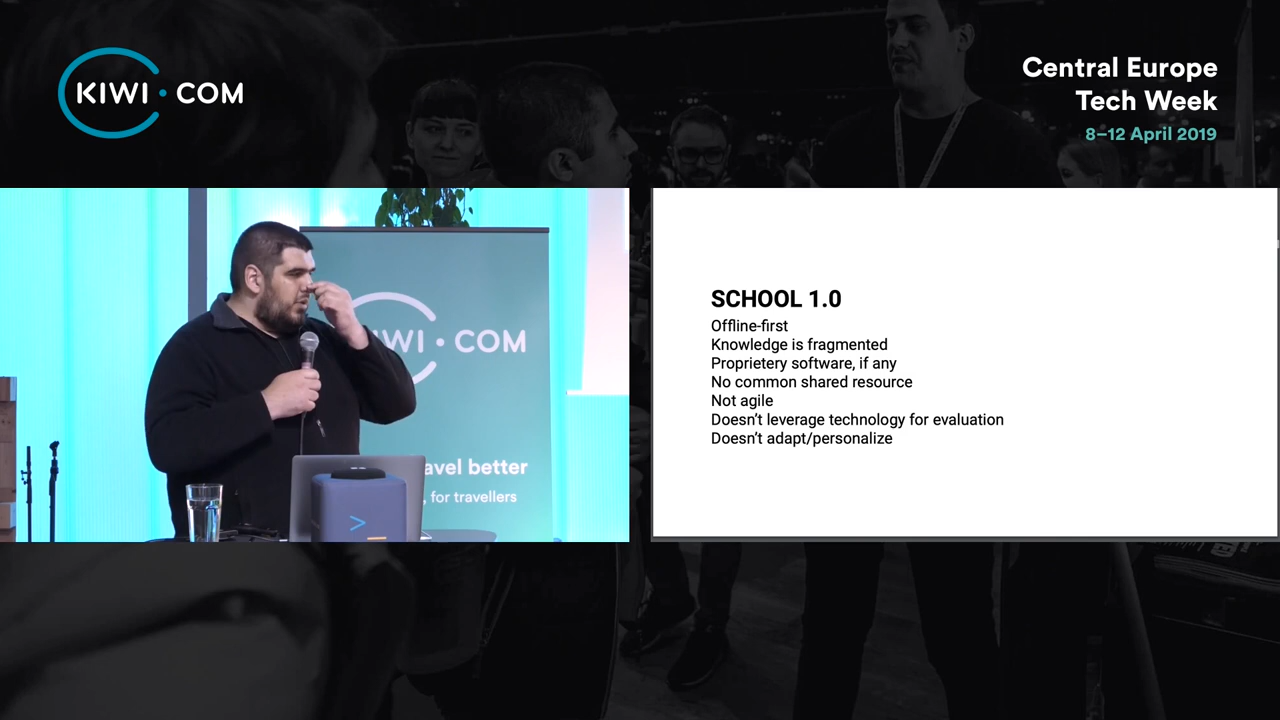 KIWI·COM
Central Europe
Tech Week
8–12 April 2019
KIWI·COM
avel better
, for travellers
>_
SCHOOL 1.0
Offline-first
Knowledge is fragmented
Proprietery software, if any
No common shared resource
Not agile
Doesn't leverage technology for evaluation
Doesn't adapt/personalize